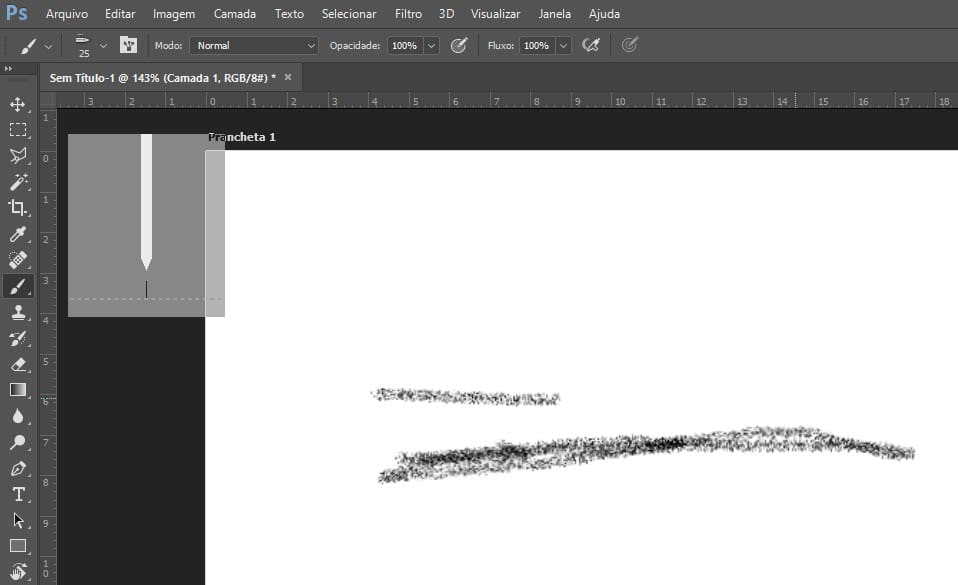 Ps Arquivo Editar Imagem Camada Texto Selecionar Filtro 3D Visualizar Janela Ajuda
25 Modo: Normal Opacidade: 100% Fluxo: 100%
Sem Título-1 @ 143% (Camada 1, RGB/8#) * ×
3 2 1 0 1 2 3 4 5 6 7 8 9 10 11 12 13 14 15 16 17 18
Prancheta 1
1
0
1
2
3
4
5
6
7
8
9
10